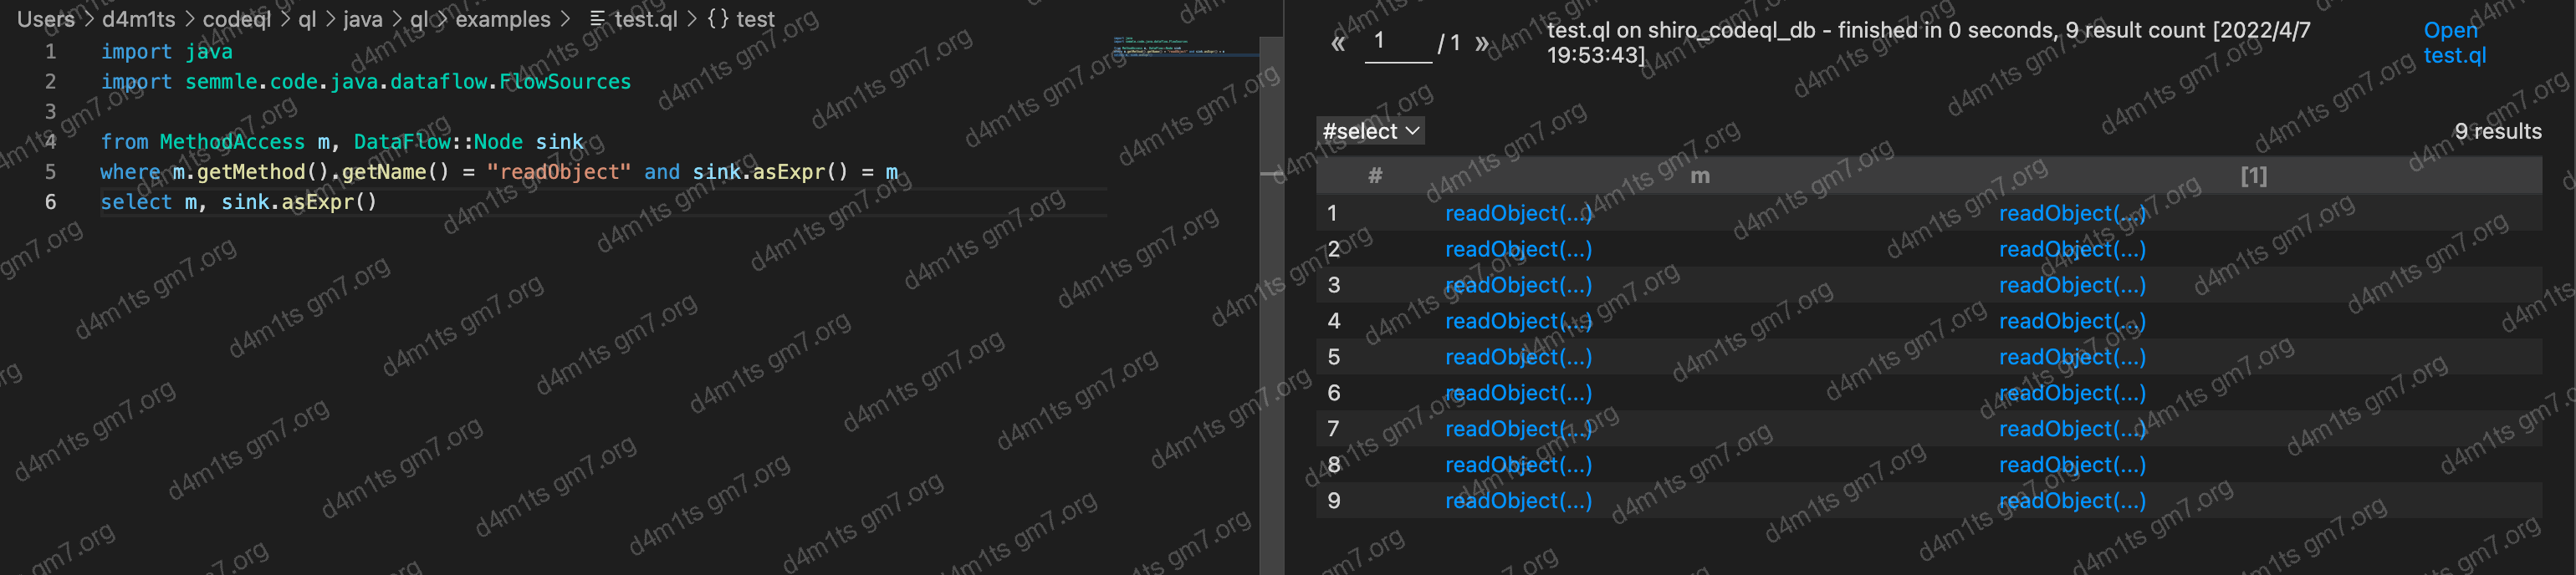 Users > d4m1ts > codeql > ql > java > ql > examples > test.ql > {} test
1 import java
2 import semmle.code.java.dataflow.FlowSources
3
4 from MethodAccess m, DataFlow::Node sink
5 where m.getMethod().getName() = "readObject" and sink.asExpr() = m
6 select m, sink.asExpr()
« 1 / 1 »
test.ql on shiro_codeql_db - finished in 0 seconds, 9 result count [2022/4/7
19:53:43]
Open
test.ql
#select
9 results
# m [1]
1 readObject(...) readObject(...)
2 readObject(...) readObject(...)
3 readObject(...) readObject(...)
4 readObject(...) readObject(...)
5 readObject(...) readObject(...)
6 readObject(...) readObject(...)
7 readObject(...) readObject(...)
8 readObject(...) readObject(...)
9 readObject(...) readObject(...)
d4m1ts gm7.org